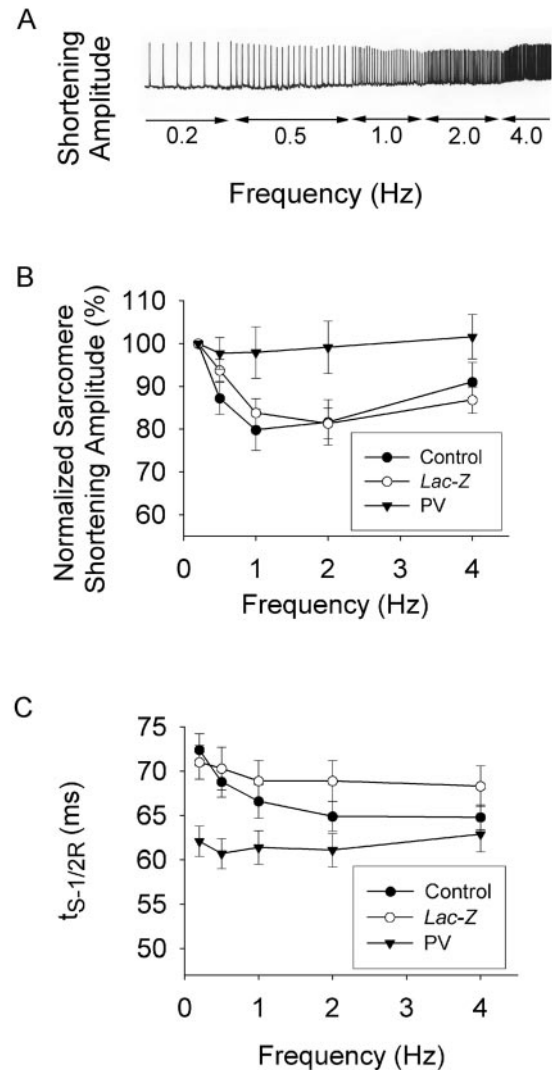 A
Shortening
Amplitude
0.2 0.5 1.0 2.0 4.0
Frequency (Hz)
B
Normalized Sarcomere
Shortening Amplitude (%)
110
100
90
80
70
60
Control
Lac-Z
PV
0 1 2 3 4
Frequency (Hz)
C
tS-1/2R (ms)
75
70
65
60
55
50
Control
Lac-Z
PV
0 1 2 3 4
Frequency (Hz)